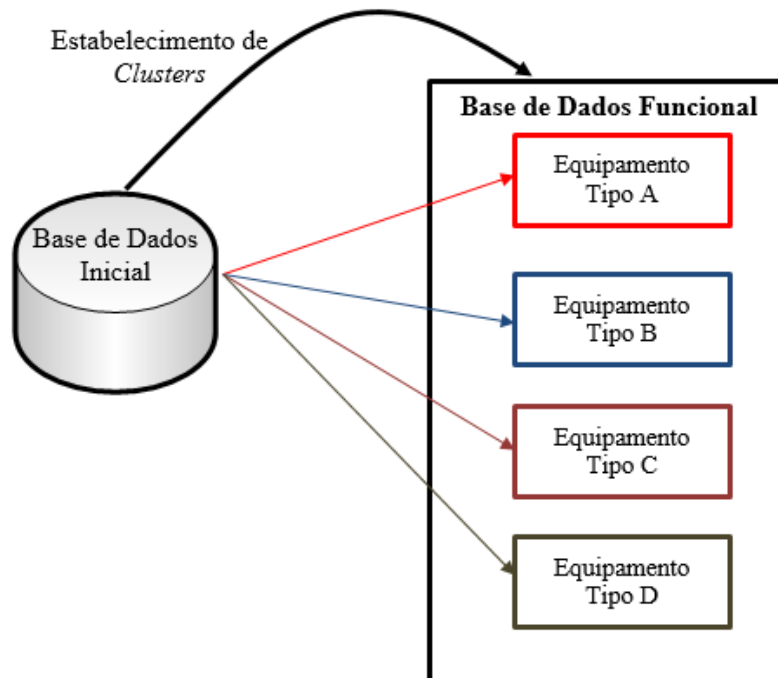 Estabelecimento de
Clusters
Base de Dados Funcional
Equipamento
Tipo A
Base de Dados
Inicial
Equipamento
Tipo B
Equipamento
Tipo C
Equipamento
Tipo D